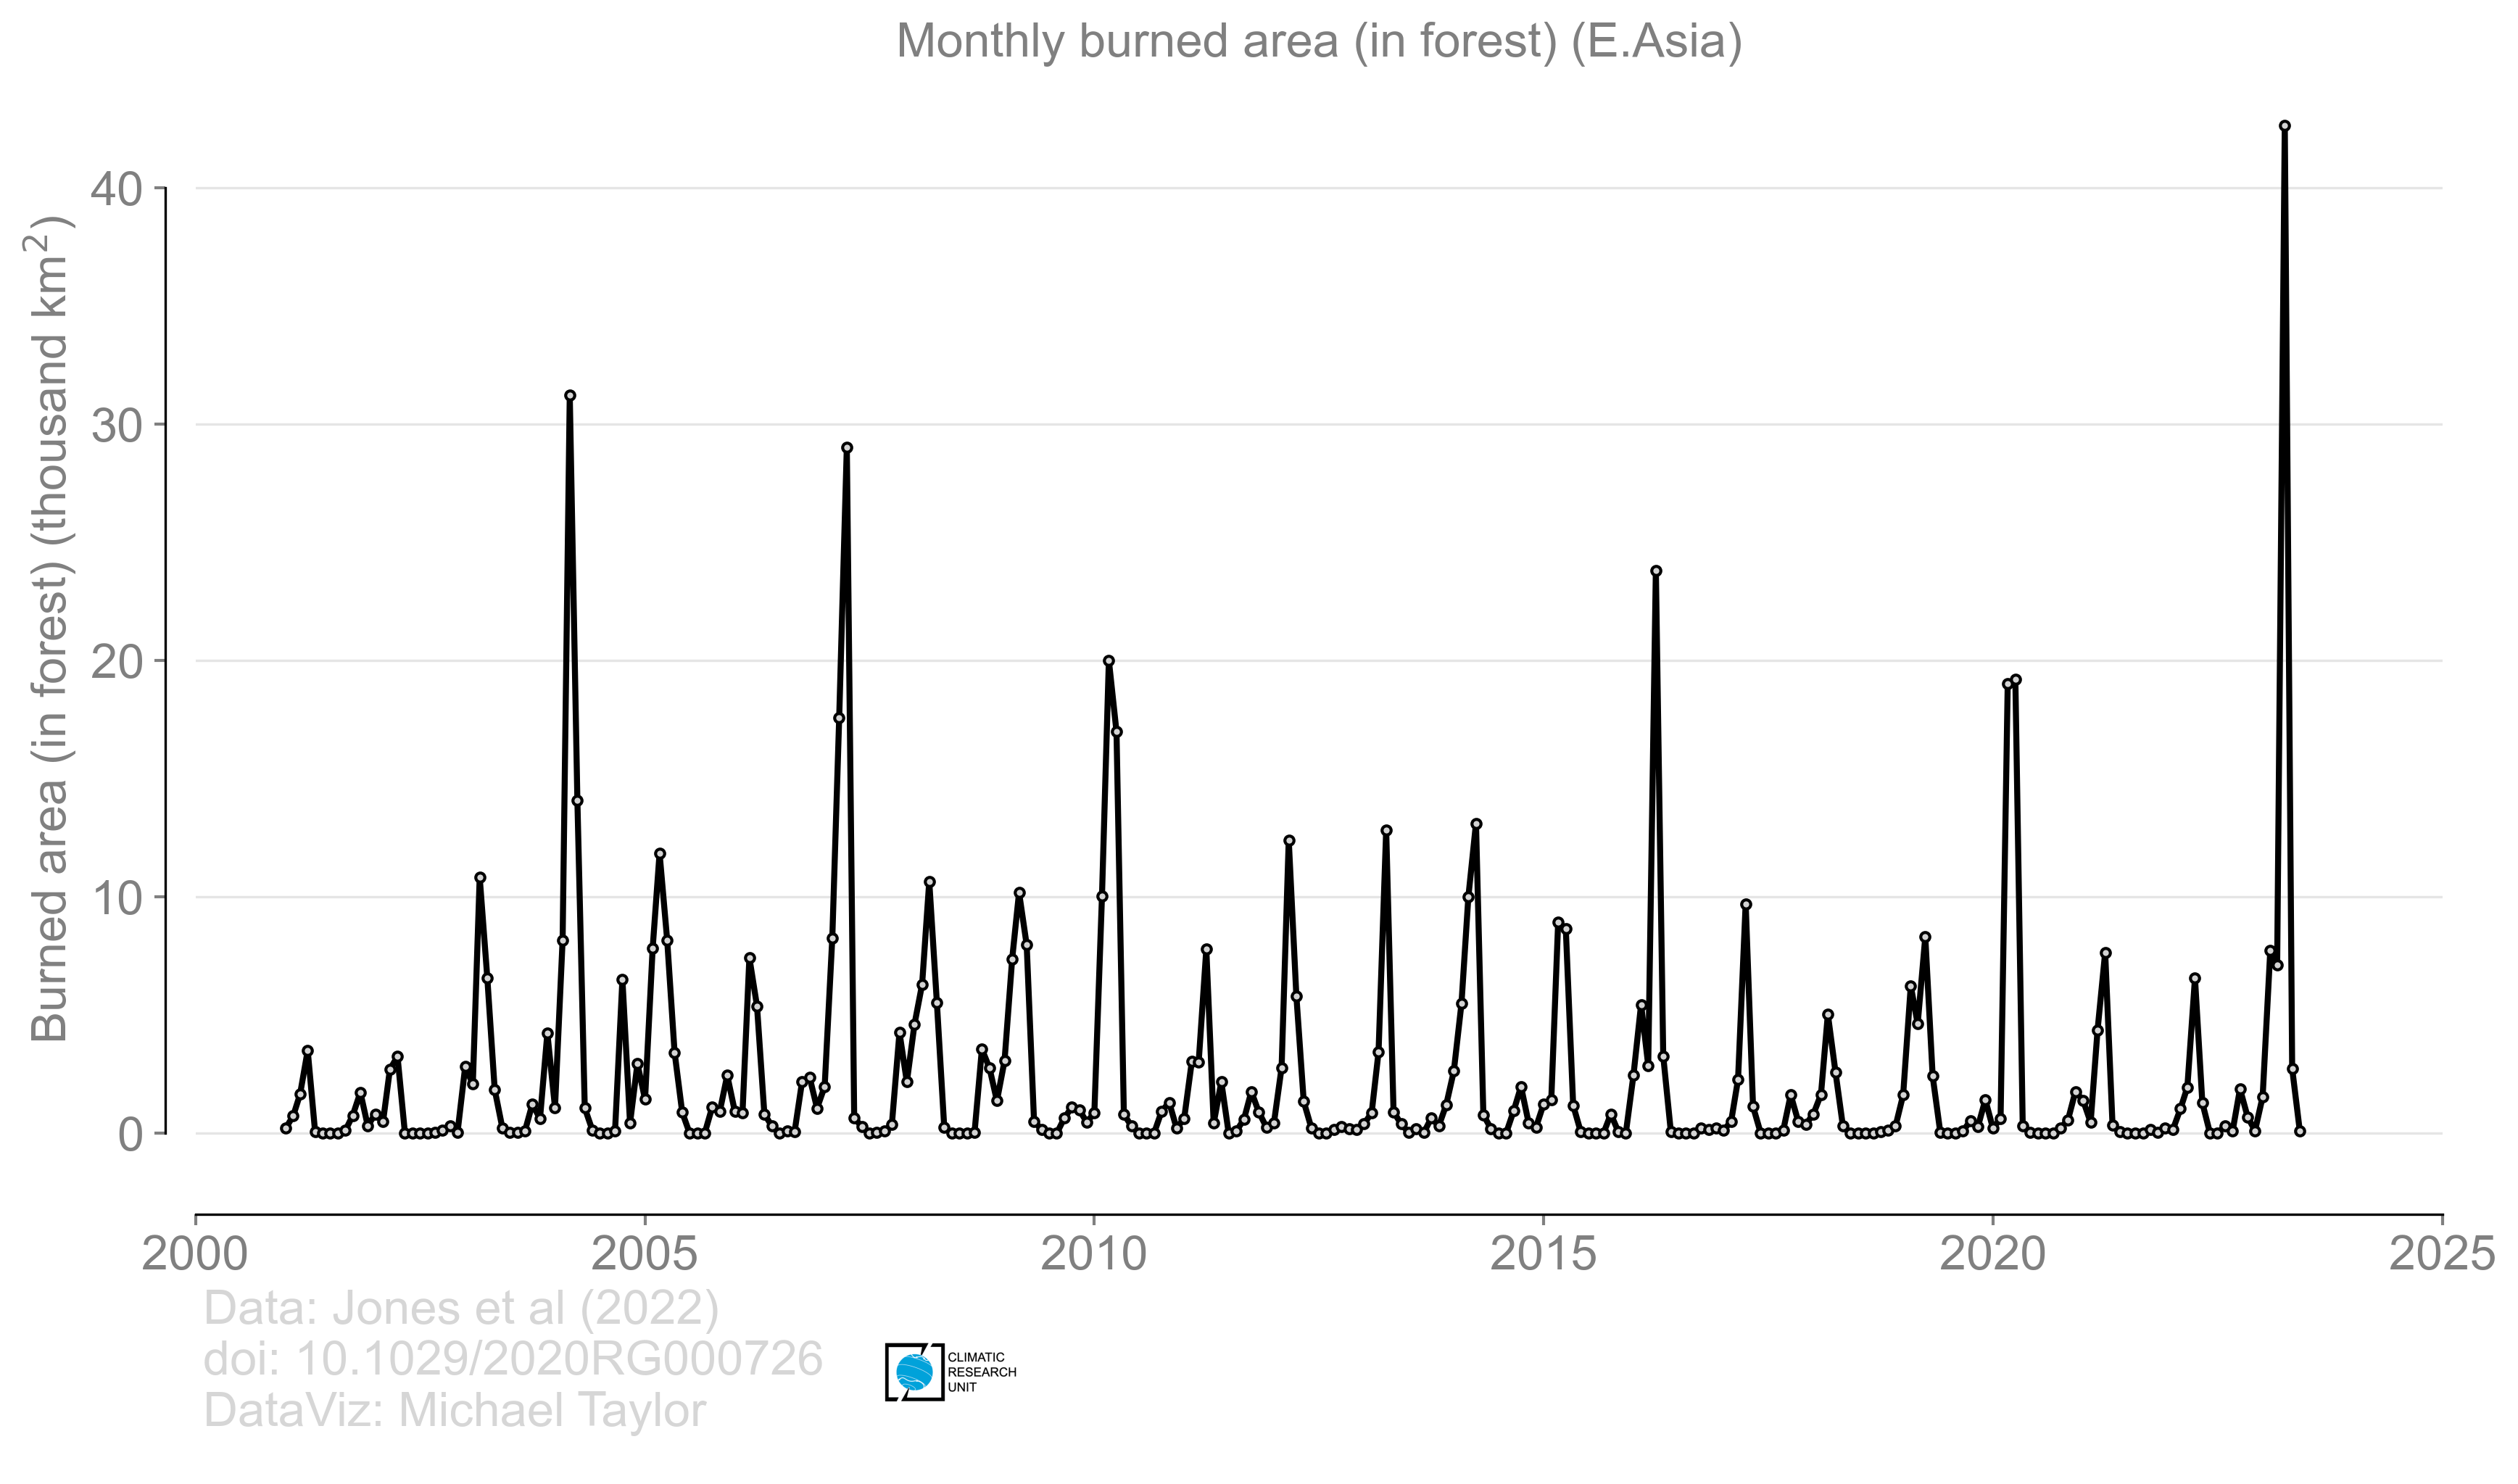 Monthly burned area (in forest) (E.Asia)
Burned area (in forest) (thousand km²)
40
30
20
10
0
2000 2005 2010 2015 2020 2025
Data: Jones et al (2022)
doi: 10.1029/2020RG000726
DataViz: Michael Taylor
CLIMATIC
RESEARCH
UNIT